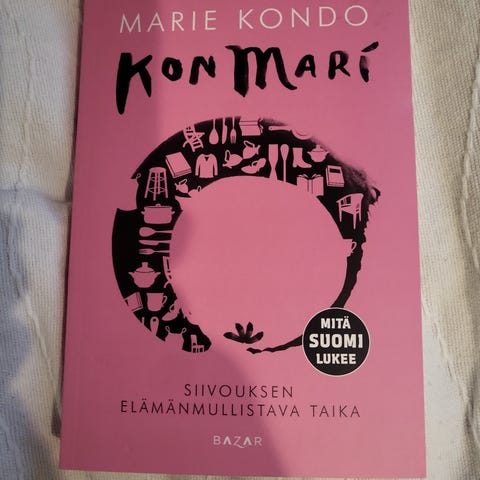 MARIE KONDO
KONMARÍ
MITÄ
SUOMI
LUKEE
SIIVOUKSEN
ELÄMÄNMULLISTAVA TAIKA
BAZAR